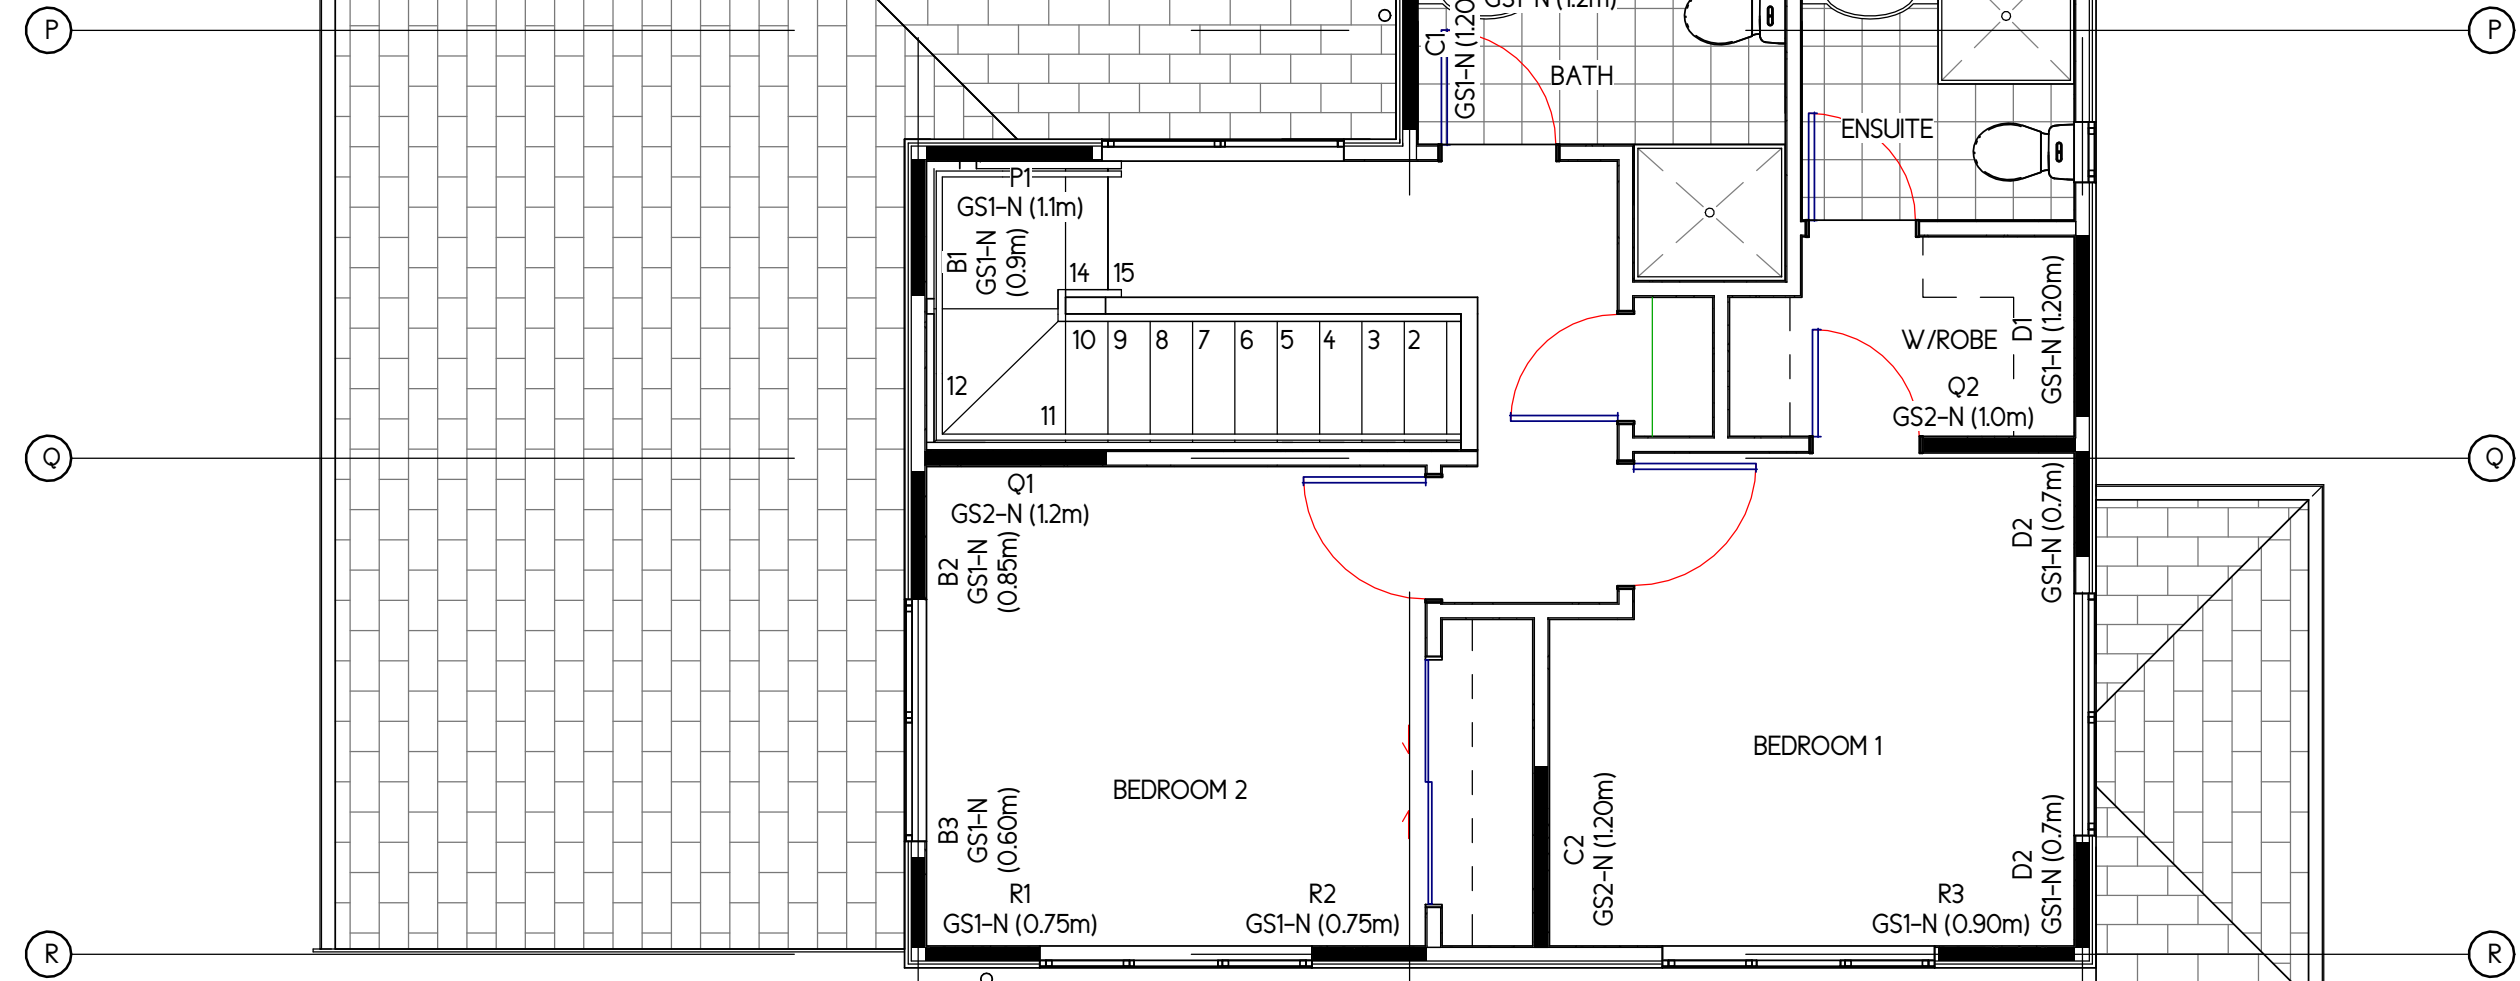 P
P
GS1-N (1.2m)
C1
GS1-N (1.20
BATH
ENSUITE
P1
GS1-N (1.1m)
B1
GS1-N
(0.9m)
14
15
10
9
8
7
6
5
4
3
2
12
11
W/ROBE
D1
GS1-N (1.20m)
Q2
GS2-N (1.0m)
Q
Q
Q1
GS2-N (1.2m)
B2
GS1-N
(0.85m)
D2
GS1-N (0.7m)
BEDROOM 1
BEDROOM 2
B3
GS1-N
(0.60m)
C2
GS2-N (1.20m)
D2
GS1-N (0.7m)
R1
GS1-N (0.75m)
R2
GS1-N (0.75m)
R3
GS1-N (0.90m)
R
R